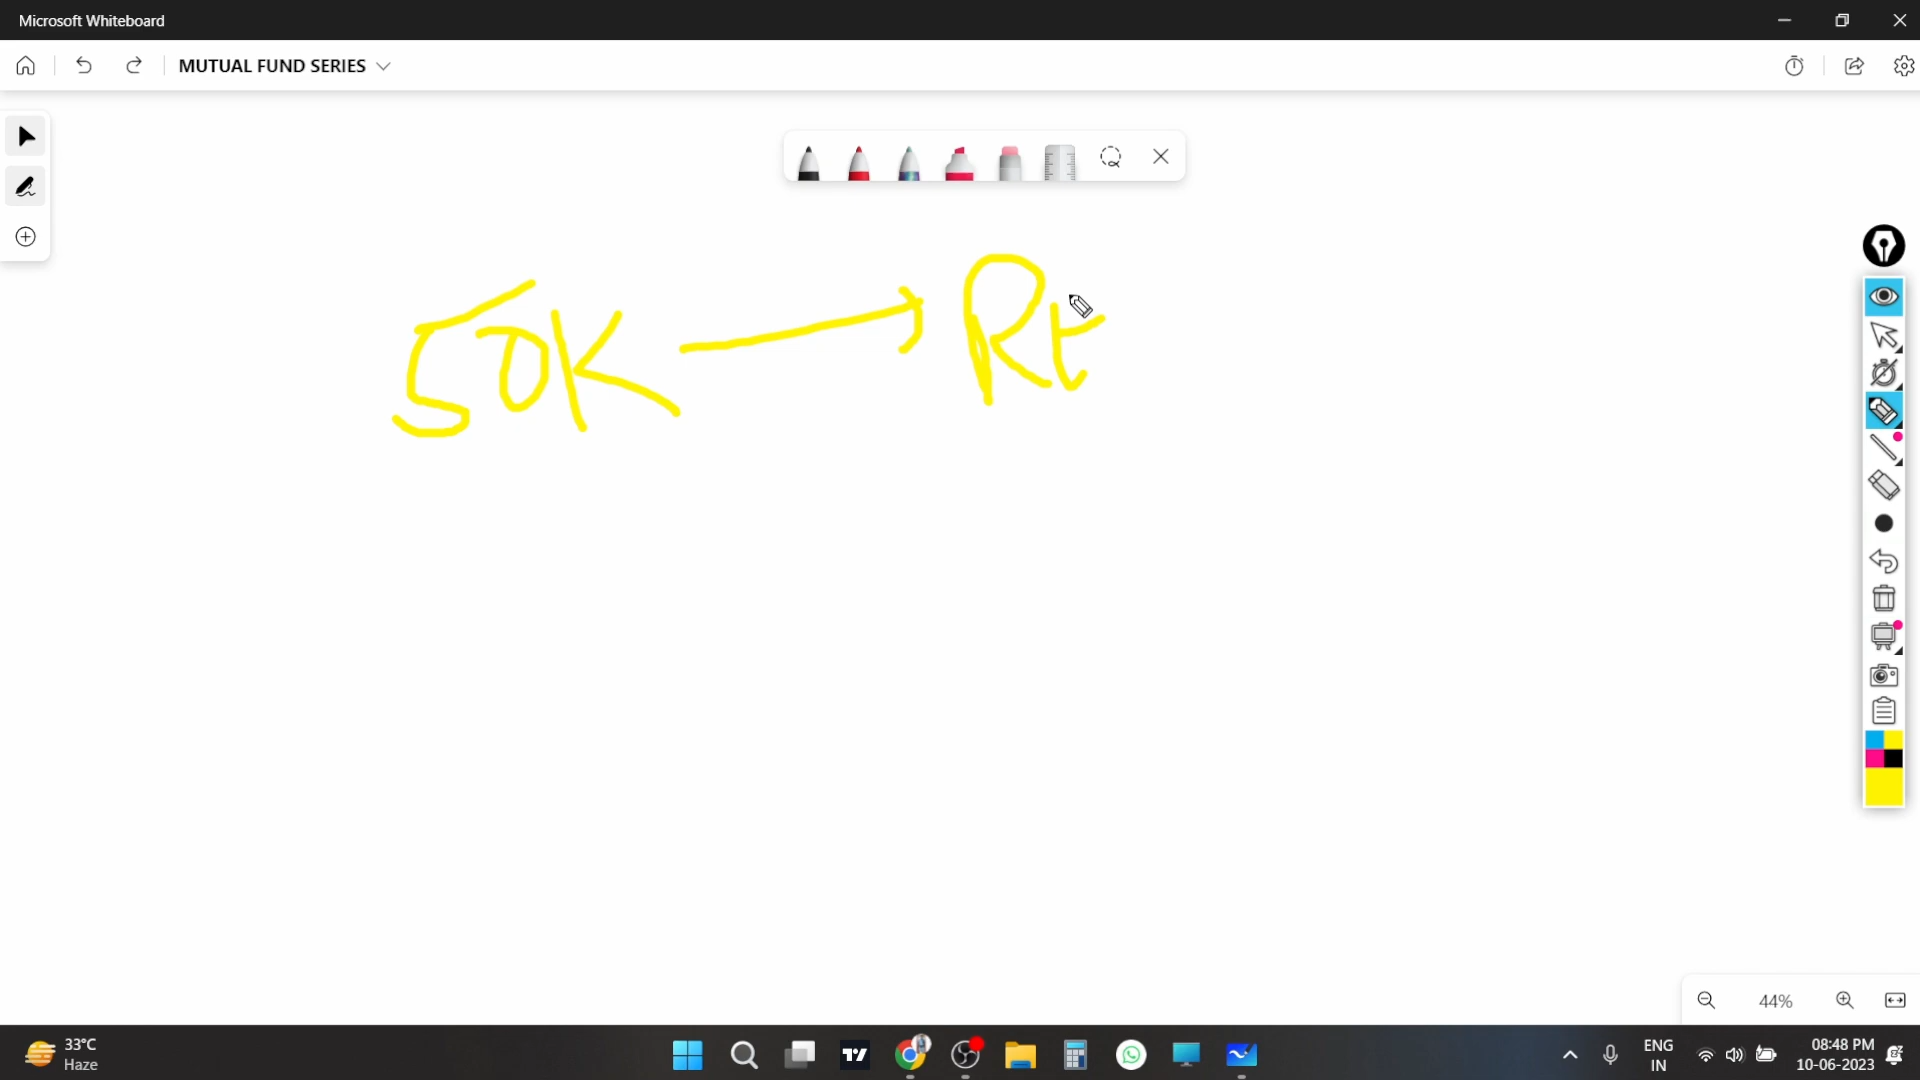 Microsoft Whiteboard
MUTUAL FUND SERIES
50K → Rt
44%
33°C
Haze
ENG
IN
08:48 PM
10-06-2023